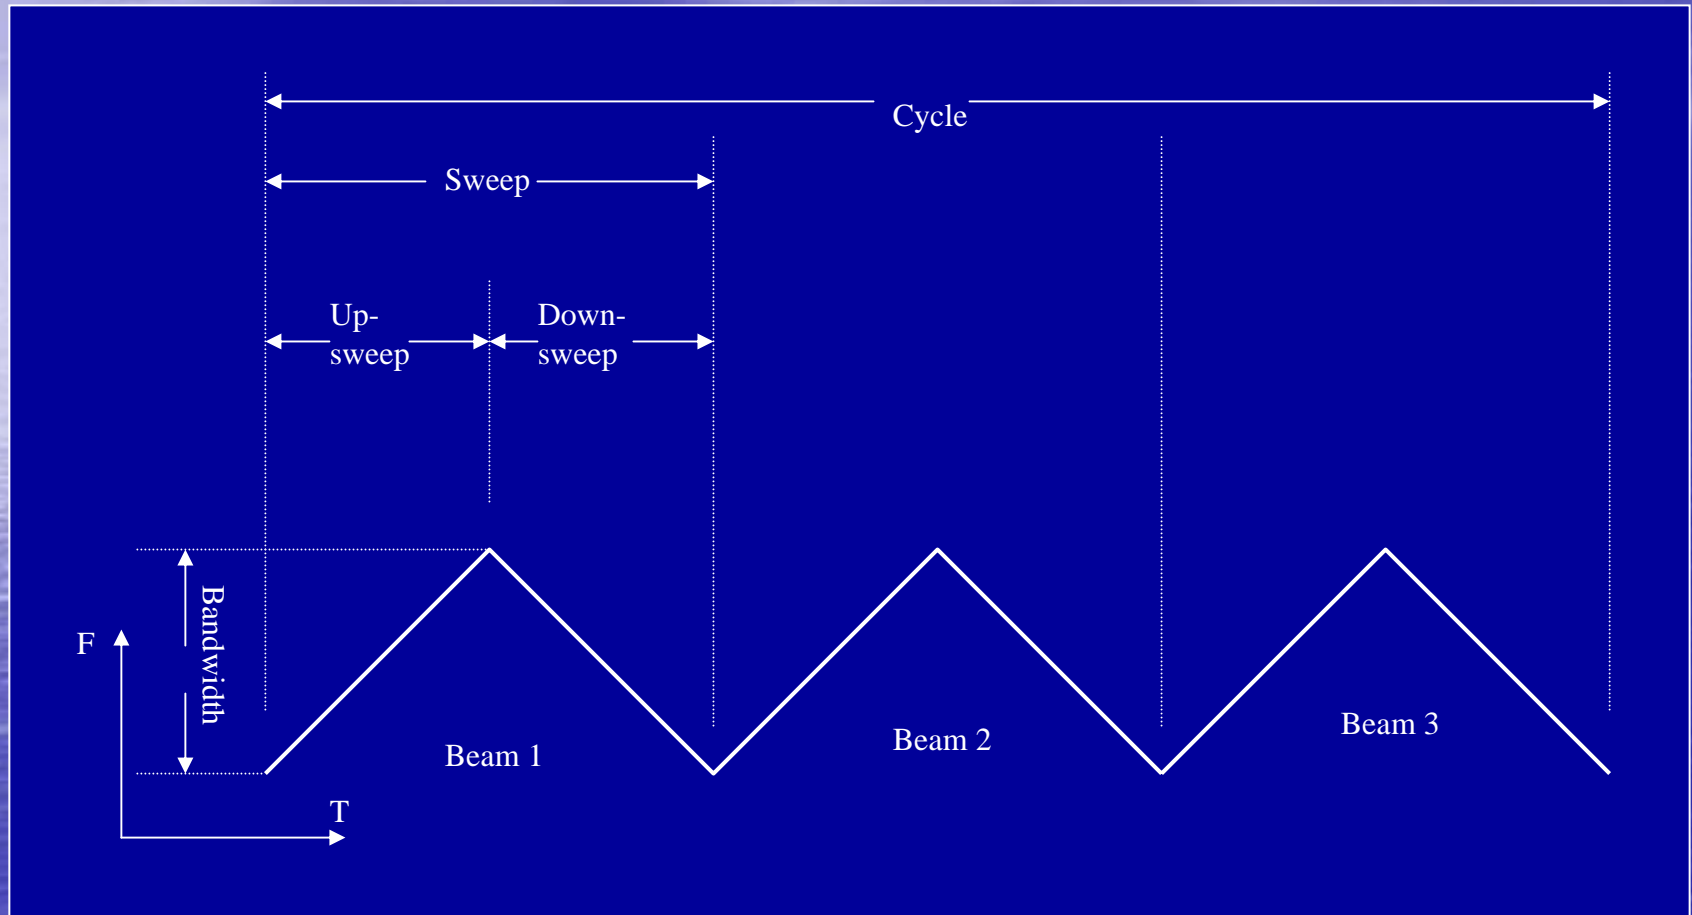 Cycle
Sweep
Up-
sweep
Down-
sweep
Bandwidth
F
Beam 1
Beam 2
Beam 3
T